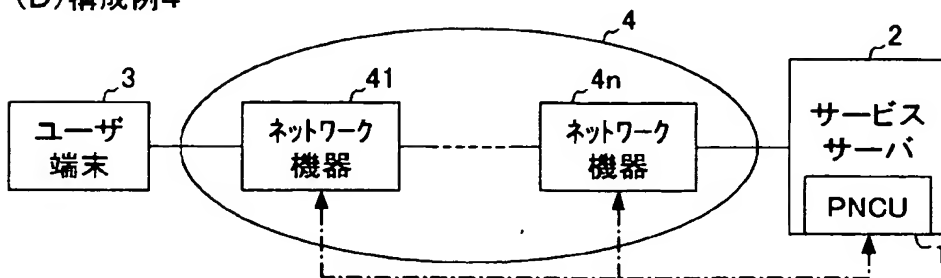 (D)構成例4
4
2
3
41
4n
ユーザ
端末
ネットワーク
機器
ネットワーク
機器
サービス
サーバ
PNCU
1